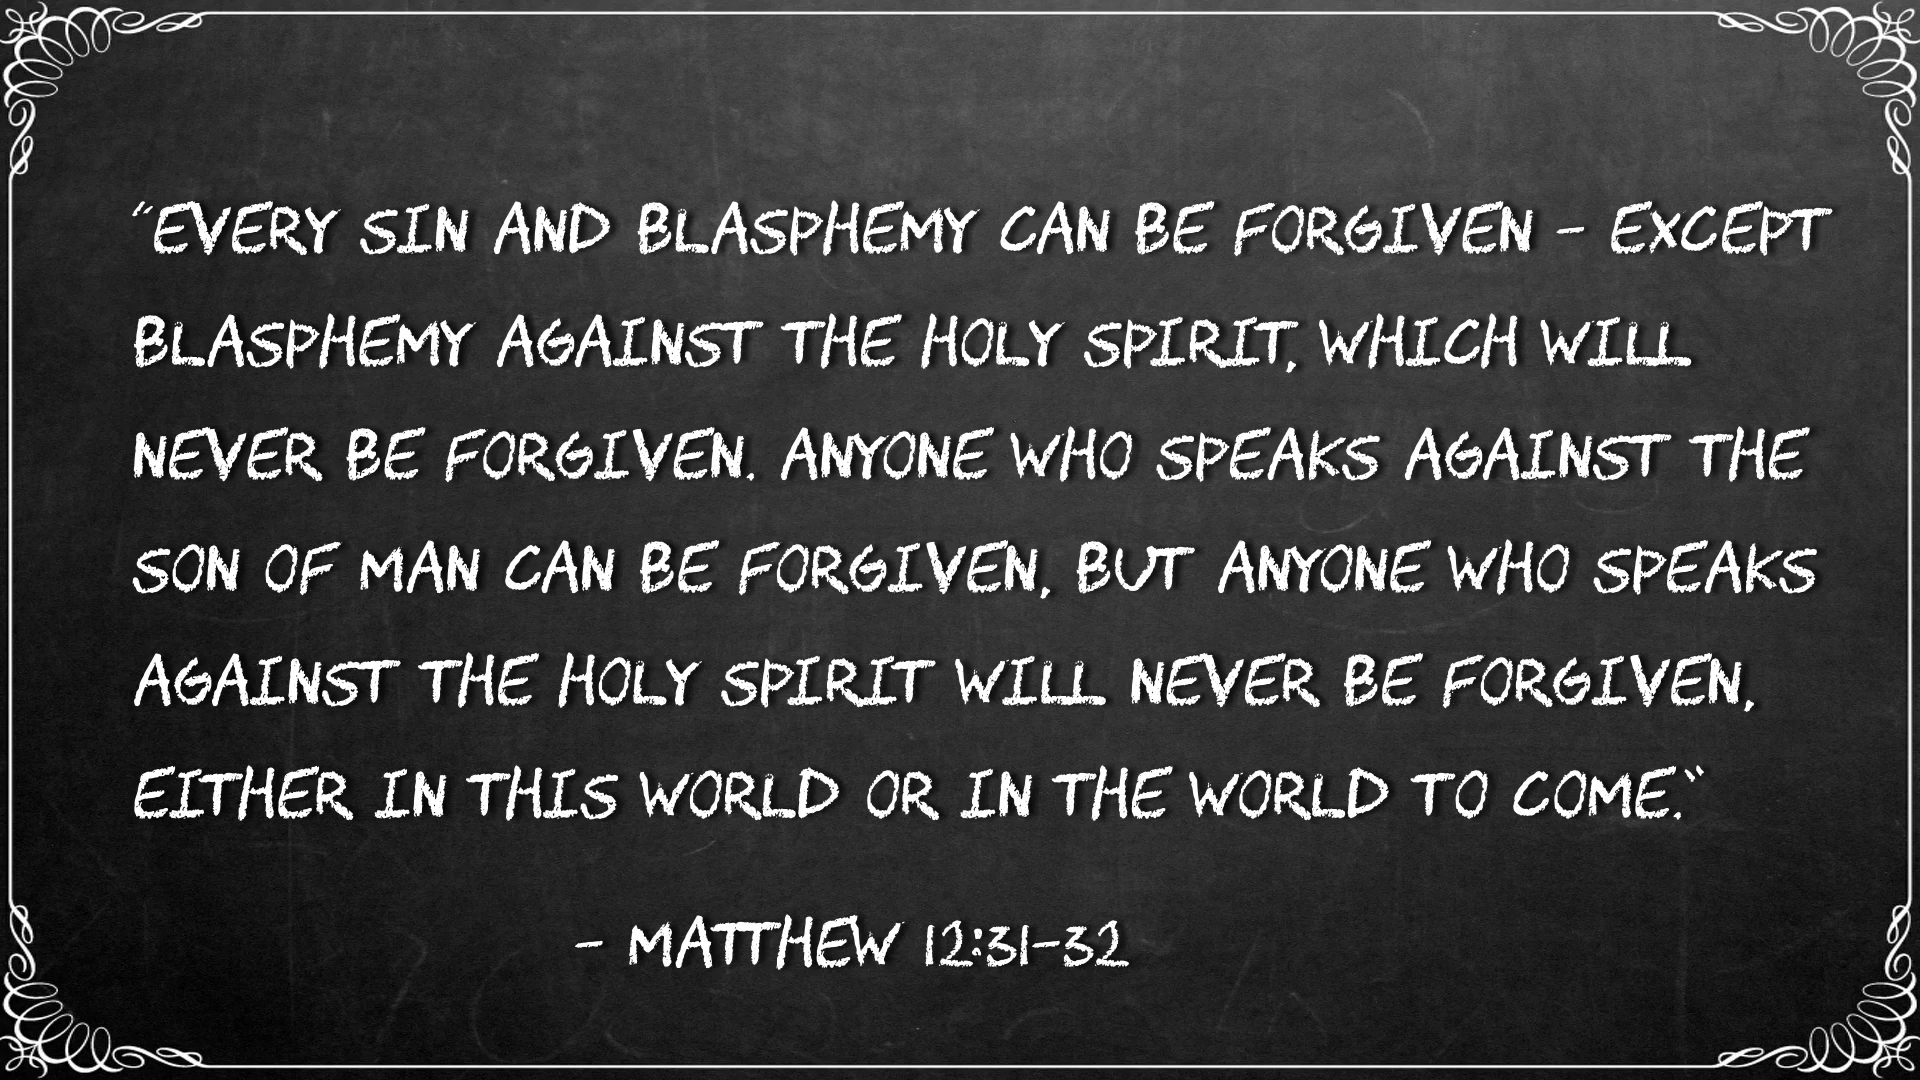 "EVERY SIN AND BLASPHEMY CAN BE FORGIVEN - EXCEPT
BLASPHEMY AGAINST THE HOLY SPIRIT, WHICH WILL
NEVER BE FORGIVEN. ANYONE WHO SPEAKS AGAINST THE
SON OF MAN CAN BE FORGIVEN, BUT ANYONE WHO SPEAKS
AGAINST THE HOLY SPIRIT WILL NEVER BE FORGIVEN,
EITHER IN THIS WORLD OR IN THE WORLD TO COME."
- MATTHEW 12:31-32